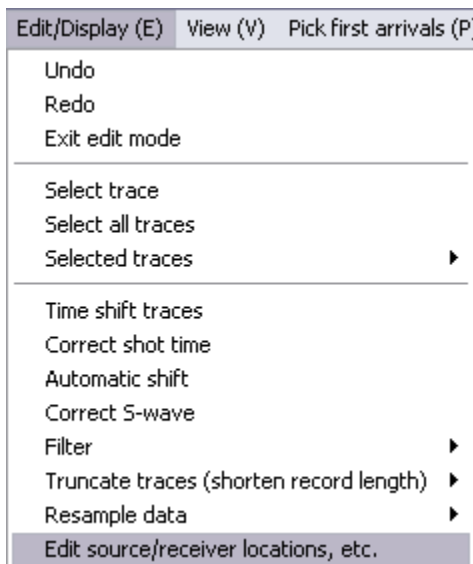 Edit/Display (E) View (V) Pick first arrivals (P)
Undo
Redo
Exit edit mode
Select trace
Select all traces
Selected traces
Time shift traces
Correct shot time
Automatic shift
Correct S-wave
Filter
Truncate traces (shorten record length)
Resample data
Edit source/receiver locations, etc.